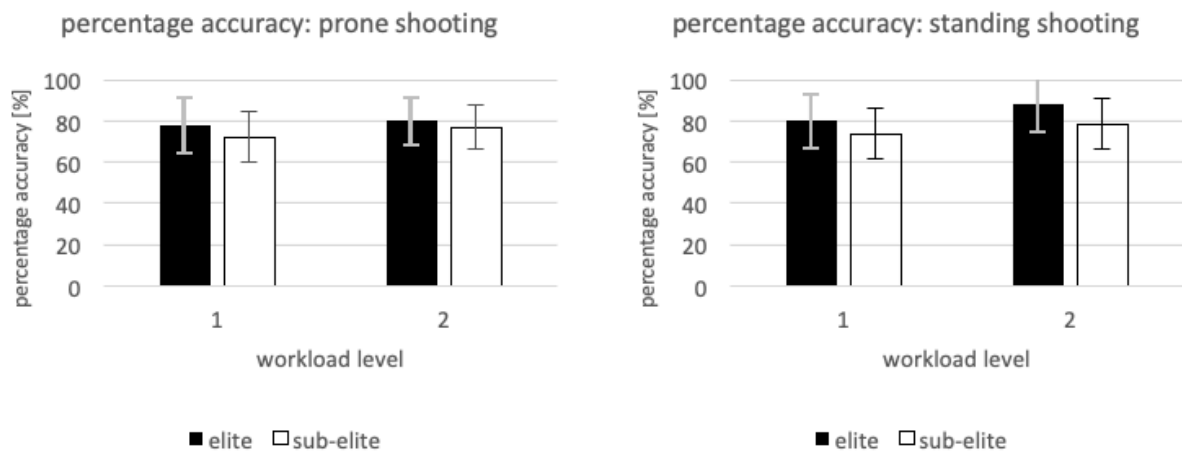 percentage accuracy: prone shooting
percentage accuracy [%]
100
80
60
40
20
0
1 2
workload level
elite sub-elite
percentage accuracy: standing shooting
percentage accuracy [%]
100
80
60
40
20
0
1 2
workload level
elite sub-elite